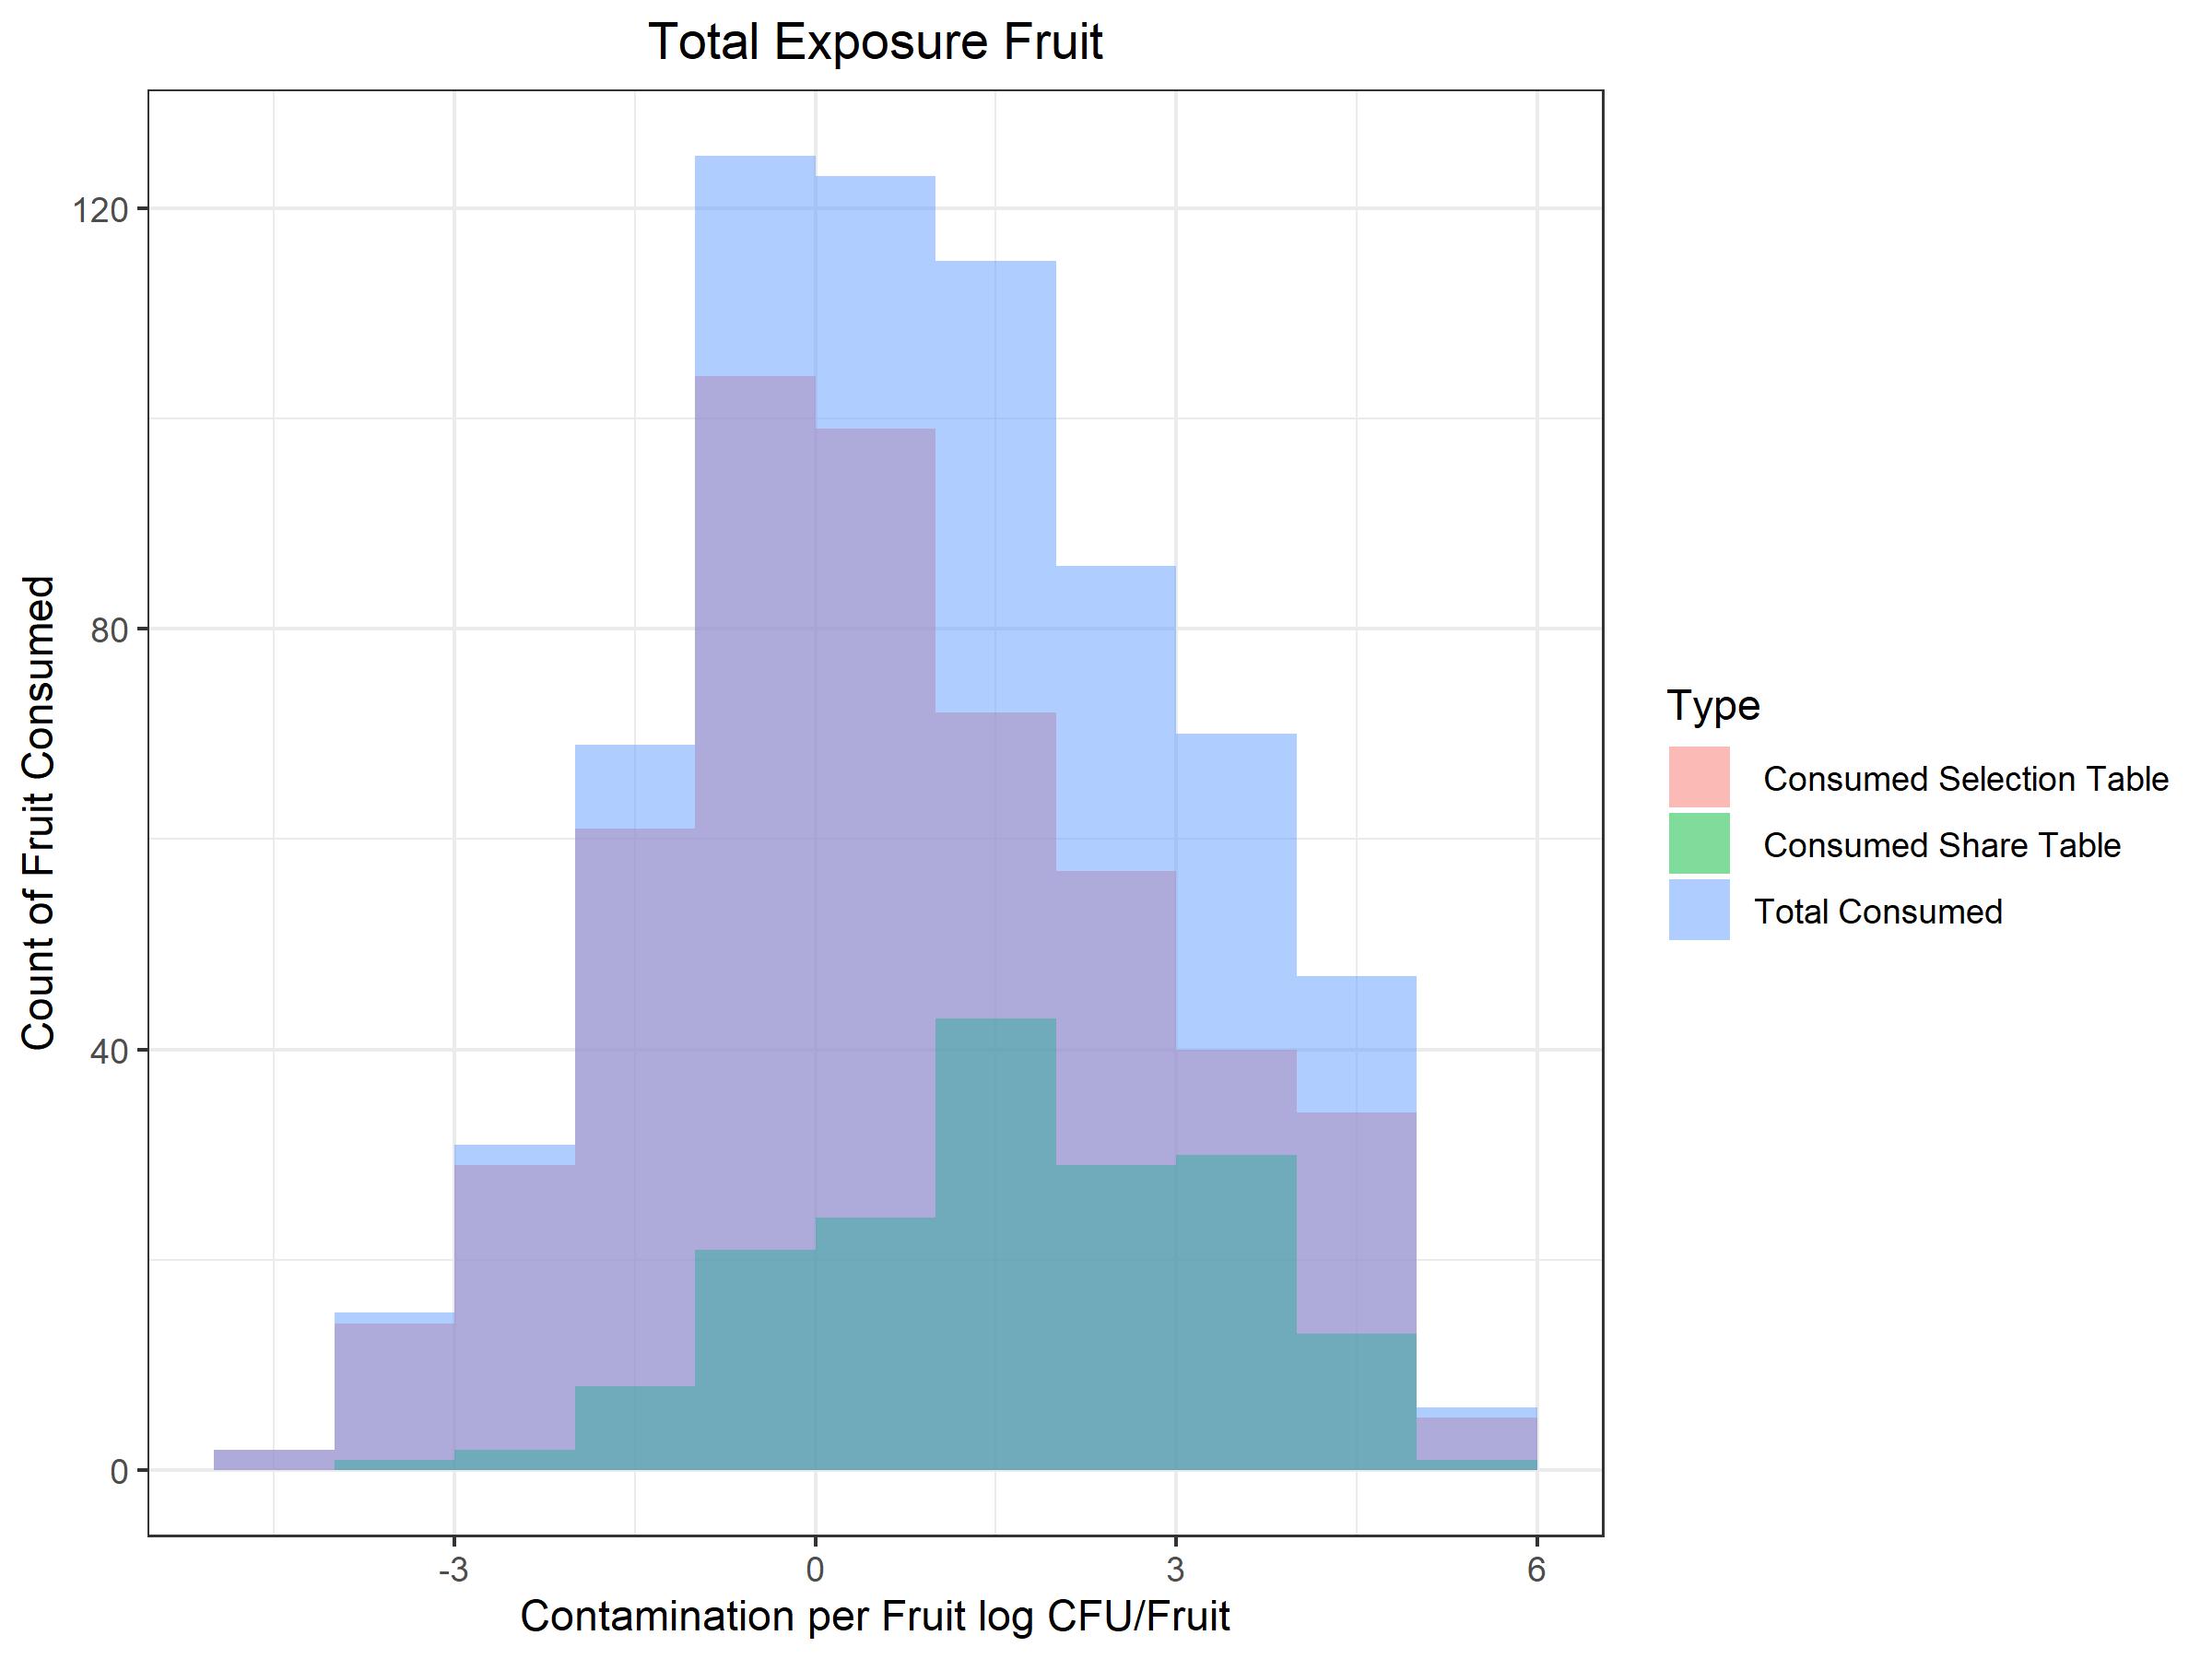 Total Exposure Fruit
120
80
40
0
Count of Fruit Consumed
-3
0
3
6
Contamination per Fruit log CFU/Fruit
Type
Consumed Selection Table
Consumed Share Table
Total Consumed